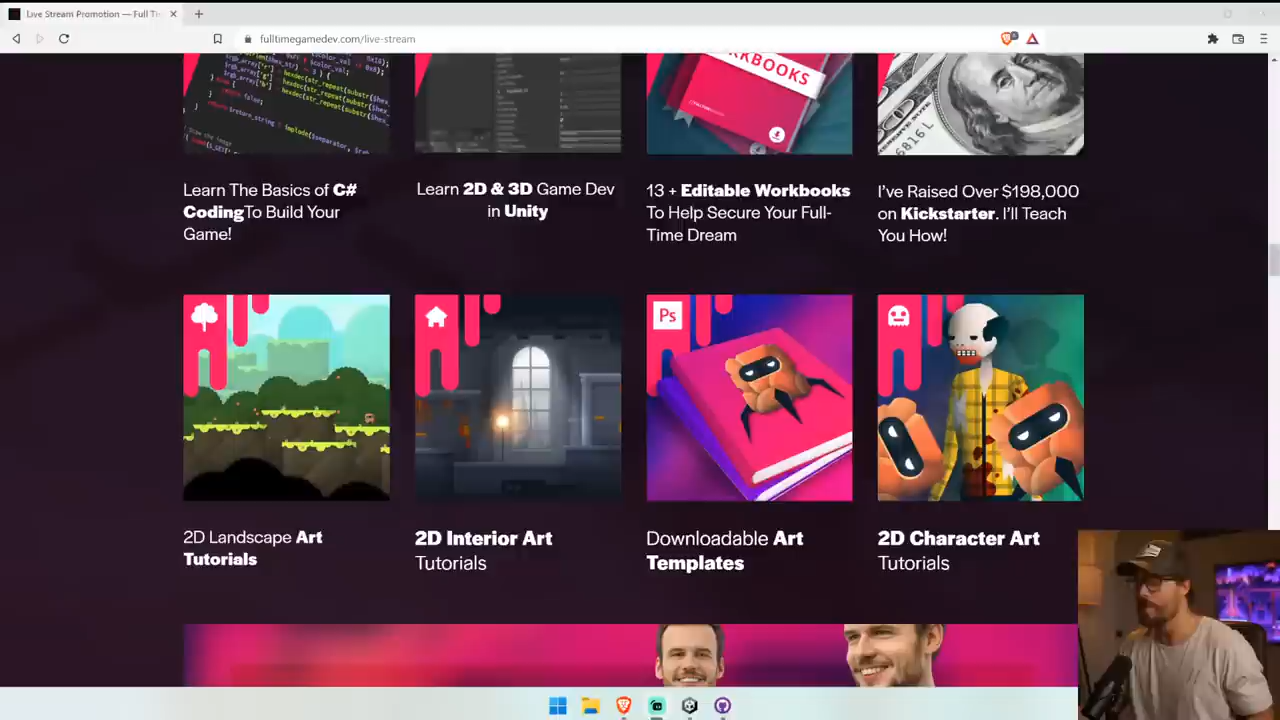 Live Stream Promotion — Full Ti
fulltimegamedev.com/live-stream
RKBOOKS
Learn The Basics of C#
CodingTo Build Your
Game!
Learn 2D & 3D Game Dev
in Unity
13 + Editable Workbooks
To Help Secure Your Full-
Time Dream
I've Raised Over $198,000
on Kickstarter. I'll Teach
You How!
Ps
2D Landscape Art
Tutorials
2D Interior Art
Tutorials
Downloadable Art
Templates
2D Character Art
Tutorials